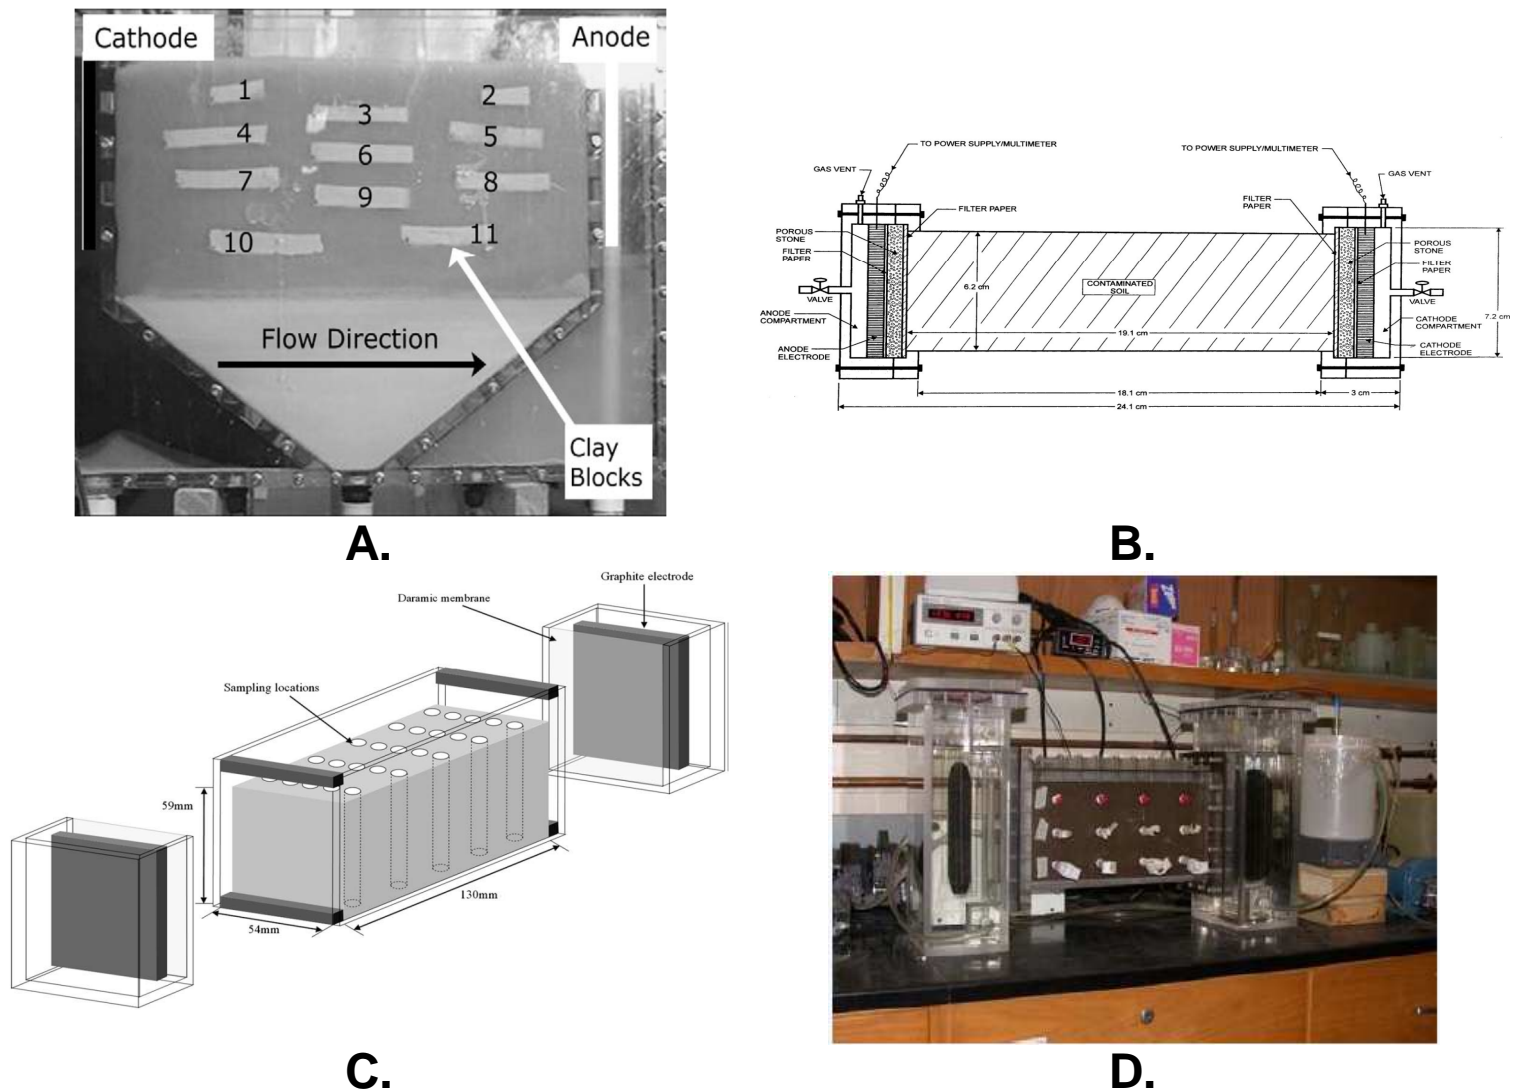 Cathode
Anode
1
2
3
4
5
6
7
8
9
10
11
Flow Direction
Clay
Blocks
A.
TO POWER SUPPLY/MULTIMETER
TO POWER SUPPLY/MULTIMETER
GAS VENT
GAS VENT
FILTER PAPER
FILTER
PAPER
POROUS
STONE
FILTER
PAPER
POROUS
STONE
FILTER
PAPER
6.2 cm
CONTAMINATED
SOIL
VALVE
VALVE
7.2 cm
ANODE
COMPARTMENT
CATHODE
COMPARTMENT
19.1 cm
ANODE
ELECTRODE
CATHODE
ELECTRODE
18.1 cm
3 cm
24.1 cm
B.
Graphite electrode
Daramic membrane
Sampling locations
59mm
130mm
54mm
C.
D.